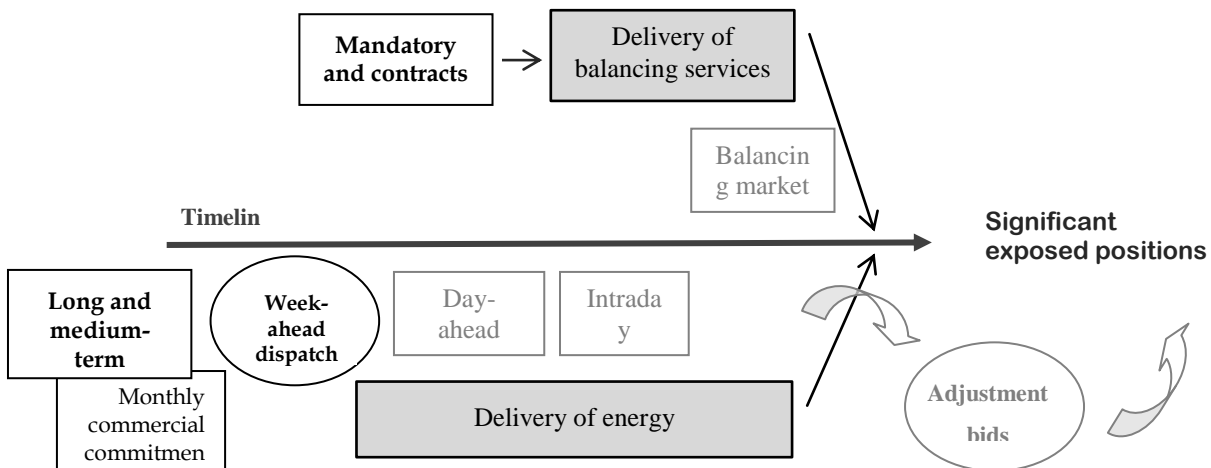 Mandatory
and contracts
Delivery of
balancing services
Balancin
g market
Timelin
Significant
exposed positions
Long and
medium-
term
Week-
ahead
dispatch
Day-
ahead
Intrada
y
Monthly
commercial
commitmen
Delivery of energy
Adjustment
bids